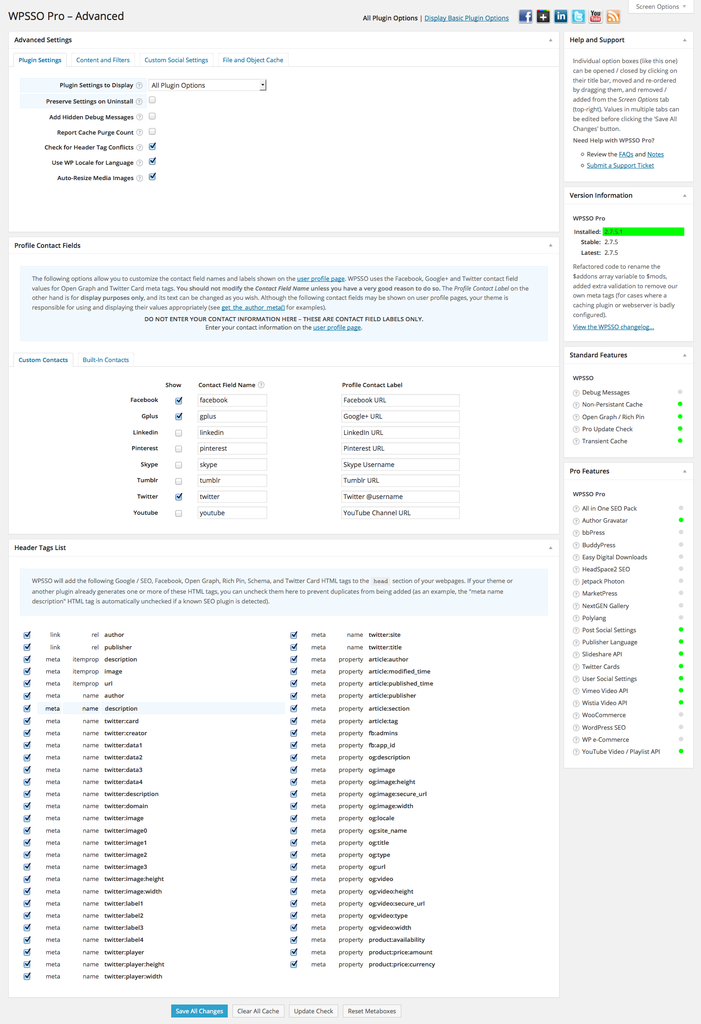 Screen Options
WPSSO Pro – Advanced
All Plugin Options | Display Basic Plugin Options
Advanced Settings
Plugin Settings
Content and Filters
Custom Social Settings
File and Object Cache
Plugin Settings to Display
All Plugin Options
Preserve Settings on Uninstall
Add Hidden Debug Messages
Report Cache Purge Count
Check for Header Tag Conflicts
Use WP Locale for Language
Auto-Resize Media Images
Profile Contact Fields
The following options allow you to customize the contact field names and labels shown on the user profile page. WPSSO uses the Facebook, Google+ and Twitter contact field
values for Open Graph and Twitter Card meta tags. You should not modify the Contact Field Name unless you have a very good reason to do so. The Profile Contact Label on
the other hand is for display purposes only, and its text can be changed as you wish. Although the following contact fields may be shown on user profile pages, your theme is
responsible for using and displaying their values appropriately (see get_the_author_meta() for examples).
DO NOT ENTER YOUR CONTACT INFORMATION HERE – THESE ARE CONTACT FIELD LABELS ONLY.
Enter your contact information on the user profile page.
Custom Contacts
Built-In Contacts
Show Contact Field Name Profile Contact Label
Facebook facebook Facebook URL
Gplus gplus Google+ URL
Linkedin linkedin LinkedIn URL
Pinterest pinterest Pinterest URL
Skype skype Skype Username
Tumblr tumblr Tumblr URL
Twitter twitter Twitter @username
Youtube youtube YouTube Channel URL
Header Tags List
WPSSO will add the following Google / SEO, Facebook, Open Graph, Rich Pin, Schema, and Twitter Card HTML tags to the head section of your webpages. If your theme or
another plugin already generates one or more of these HTML tags, you can uncheck them here to prevent duplicates from being added (as an example, the "meta name
description" HTML tag is automatically unchecked if a known SEO plugin is detected).
link rel author
link rel publisher
meta itemprop description
meta itemprop image
meta itemprop url
meta name author
meta name description
meta name twitter:card
meta name twitter:creator
meta name twitter:data1
meta name twitter:data2
meta name twitter:data3
meta name twitter:data4
meta name twitter:description
meta name twitter:domain
meta name twitter:image
meta name twitter:image0
meta name twitter:image1
meta name twitter:image2
meta name twitter:image3
meta name twitter:image:height
meta name twitter:image:width
meta name twitter:label1
meta name twitter:label2
meta name twitter:label3
meta name twitter:label4
meta name twitter:player
meta name twitter:player:height
meta name twitter:player:width
meta name twitter:site
meta name twitter:title
meta property article:author
meta property article:modified_time
meta property article:published_time
meta property article:publisher
meta property article:section
meta property article:tag
meta property fb:admins
meta property fb:app_id
meta property og:description
meta property og:image
meta property og:image:height
meta property og:image:secure_url
meta property og:image:width
meta property og:locale
meta property og:site_name
meta property og:title
meta property og:type
meta property og:url
meta property og:video
meta property og:video:height
meta property og:video:secure_url
meta property og:video:type
meta property og:video:width
meta property product:availability
meta property product:price:amount
meta property product:price:currency
Save All Changes
Clear All Cache
Update Check
Reset Metaboxes
Help and Support
Individual option boxes (like this one)
can be opened / closed by clicking on
their title bar, moved and re-ordered
by dragging them, and removed /
added from the Screen Options tab
(top-right). Values in multiple tabs can
be edited before clicking the 'Save All
Changes' button.
Need Help with WPSSO Pro?
Review the FAQs and Notes
Submit a Support Ticket
Version Information
WPSSO Pro
Installed: 2.7.5.1
Stable: 2.7.5
Latest: 2.7.5
Refactored code to rename the
$addons array variable to $mods,
added extra validation to remove our
own meta tags (for cases where a
caching plugin or webserver is badly
configured).
View the WPSSO changelog...
Standard Features
WPSSO
Debug Messages
Non-Persistant Cache
Open Graph / Rich Pin
Pro Update Check
Transient Cache
Pro Features
WPSSO Pro
All in One SEO Pack
Author Gravatar
bbPress
BuddyPress
Easy Digital Downloads
HeadSpace2 SEO
Jetpack Photon
MarketPress
NextGEN Gallery
Polylang
Post Social Settings
Publisher Language
Slideshare API
Twitter Cards
User Social Settings
Vimeo Video API
Wistia Video API
WooCommerce
WordPress SEO
WP e-Commerce
YouTube Video / Playlist API